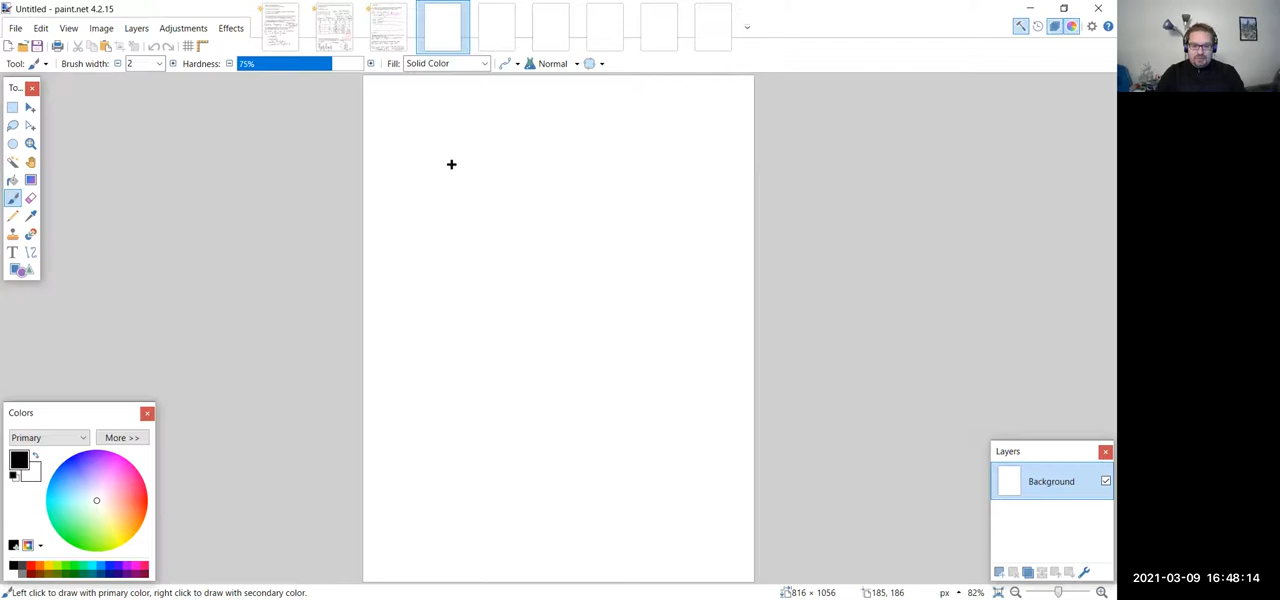 Untitled - paint.net 4.2.15
File Edit View Image Layers Adjustments Effects
Tool: Brush width: 2 Hardness: 75% Fill: Solid Color Normal
To...
Colors
Primary More >>
Layers
Background
2021-03-09 16:48:14
Left click to draw with primary color, right click to draw with secondary color. 816 × 1056 185, 186 px 82%